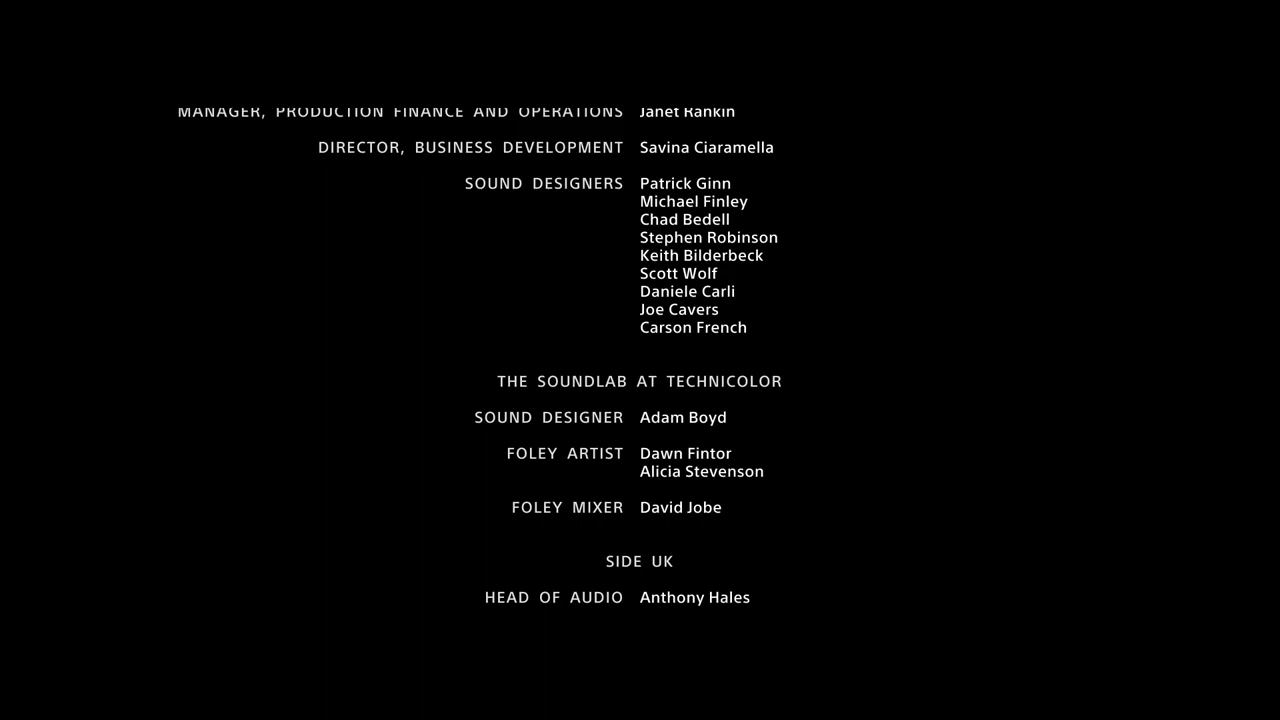 MANAGER, PRODUCTION FINANCE AND OPERATIONS Janet Rankin
DIRECTOR, BUSINESS DEVELOPMENT Savina Ciaramella
SOUND DESIGNERS Patrick Ginn
Michael Finley
Chad Bedell
Stephen Robinson
Keith Bilderbeck
Scott Wolf
Daniele Carli
Joe Cavers
Carson French
THE SOUNDLAB AT TECHNICOLOR
SOUND DESIGNER Adam Boyd
FOLEY ARTIST Dawn Fintor
Alicia Stevenson
FOLEY MIXER David Jobe
SIDE UK
HEAD OF AUDIO Anthony Hales